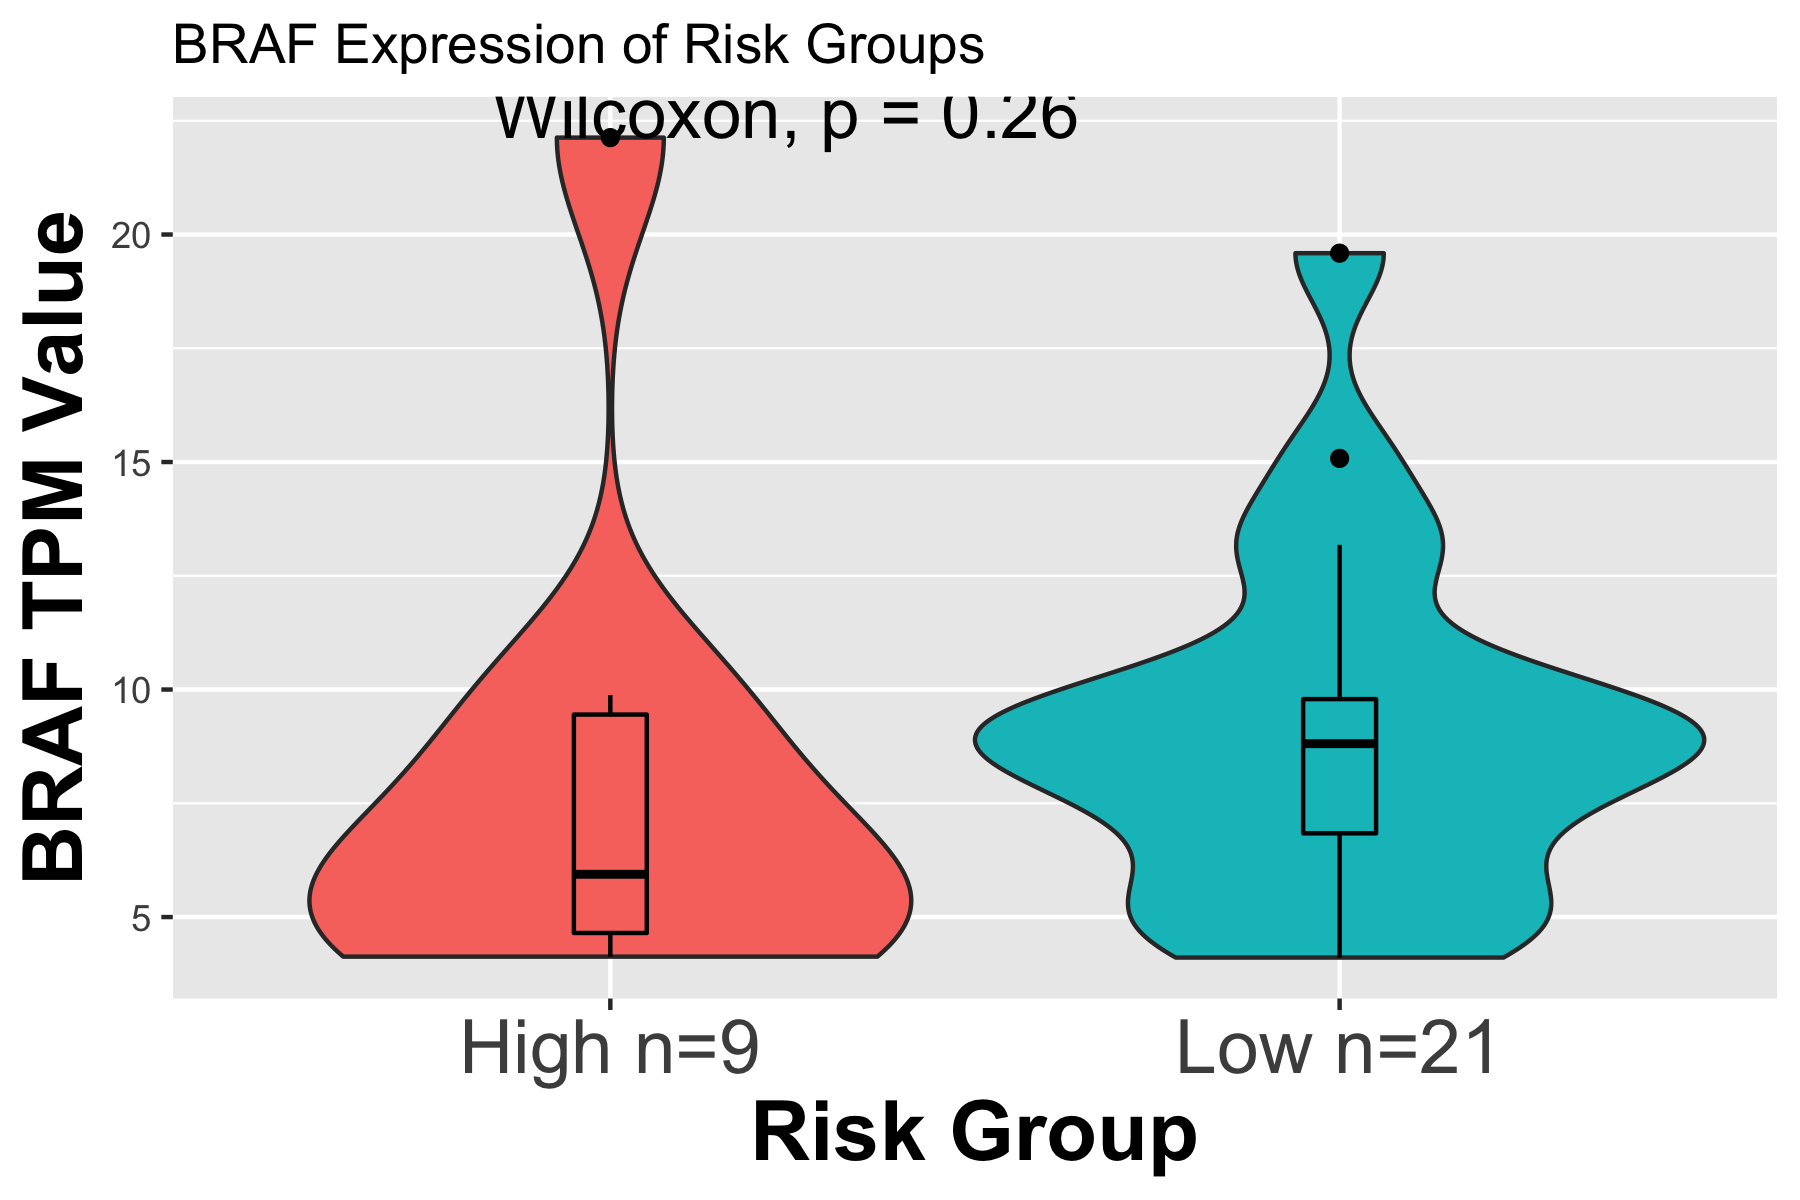 BRAF Expression of Risk Groups
Wilcoxon, p = 0.26
BRAF TPM Value
20
15
10
5
High n=9
Low n=21
Risk Group